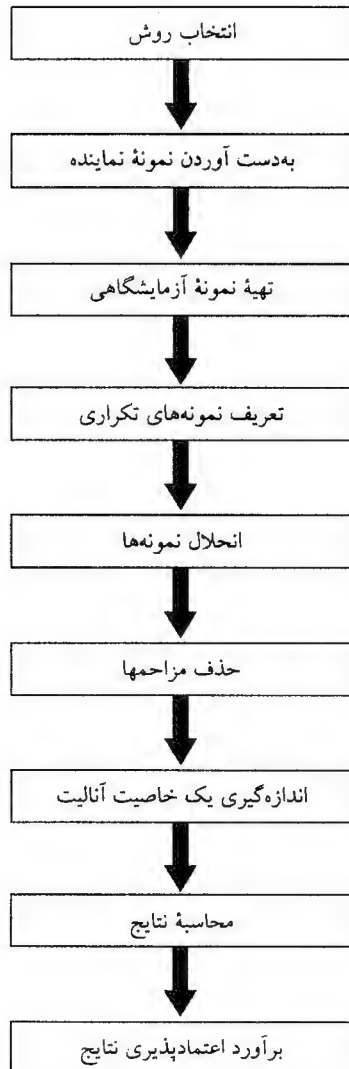 انتخاب روش
به‌دست آوردن نمونهٔ نماینده
تهیهٔ نمونهٔ آزمایشگاهی
تعریف نمونه‌های تکراری
انحلال نمونه‌ها
حذف مزاحمها
اندازه‌گیری یک خاصیت آنالیت
محاسبهٔ نتایج
برآورد اعتمادپذیری نتایج